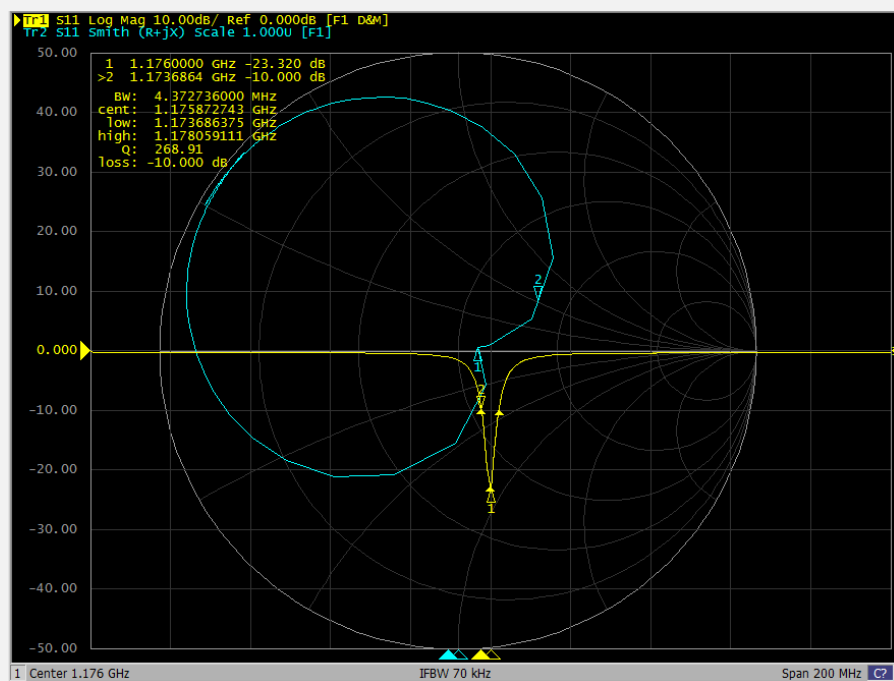 Tr1 S11 Log Mag 10.00dB/ Ref 0.000dB [F1 D&M]
Tr2 S11 Smith (R+jX) Scale 1.000U [F1]
50.00
1 1.1760000 GHz -23.320 dB
>2 1.1736864 GHz -10.000 dB
BW: 4.372736000 MHz
cent: 1.175872743 GHz
low: 1.173686375 GHz
high: 1.178059111 GHz
Q: 268.91
loss: -10.000 dB
40.00
30.00
20.00
10.00
2
0.000
1
-10.00
2
-20.00
1
-30.00
-40.00
-50.00
1 Center 1.176 GHz IFBW 70 kHz Span 200 MHz C?